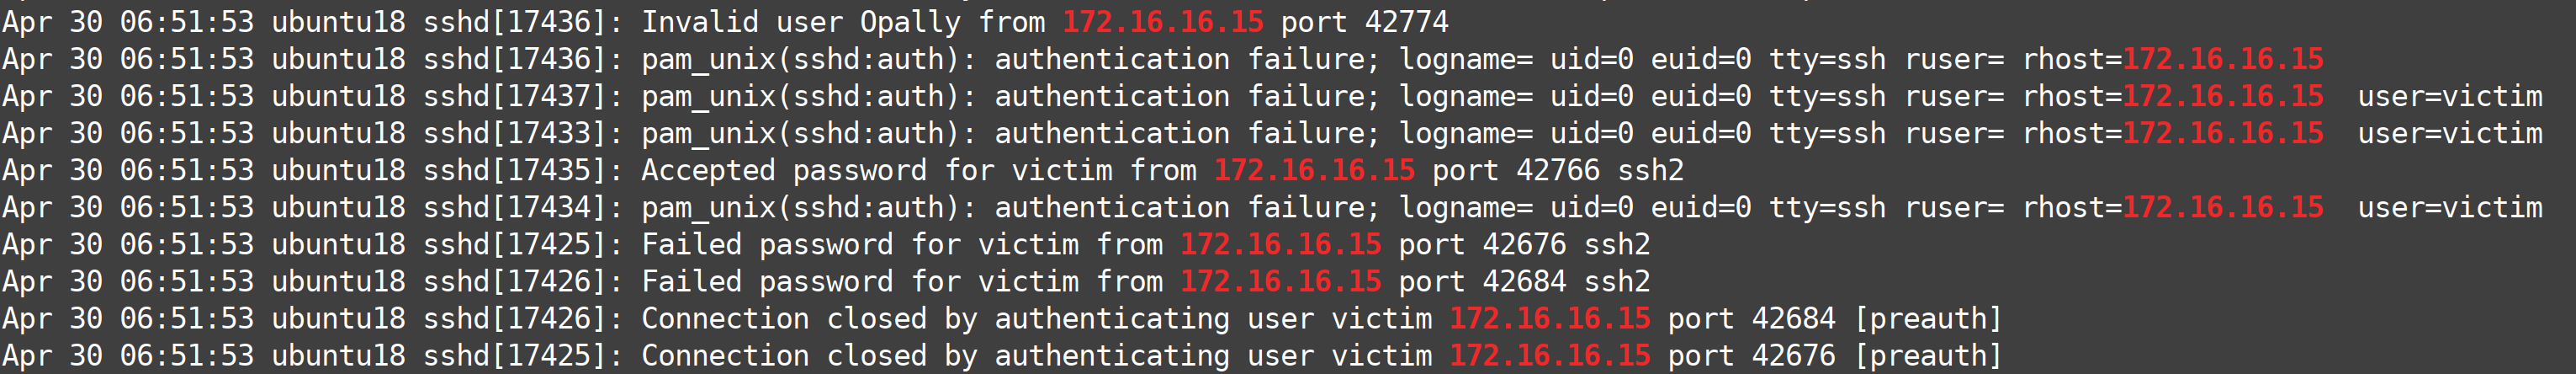 Apr 30 06:51:53 ubuntu18 sshd[17436]: Invalid user Opally from 172.16.16.15 port 42774
Apr 30 06:51:53 ubuntu18 sshd[17436]: pam_unix(sshd:auth): authentication failure; logname= uid=0 euid=0 tty=ssh ruser= rhost=172.16.16.15
Apr 30 06:51:53 ubuntu18 sshd[17437]: pam_unix(sshd:auth): authentication failure; logname= uid=0 euid=0 tty=ssh ruser= rhost=172.16.16.15  user=victim
Apr 30 06:51:53 ubuntu18 sshd[17433]: pam_unix(sshd:auth): authentication failure; logname= uid=0 euid=0 tty=ssh ruser= rhost=172.16.16.15  user=victim
Apr 30 06:51:53 ubuntu18 sshd[17435]: Accepted password for victim from 172.16.16.15 port 42766 ssh2
Apr 30 06:51:53 ubuntu18 sshd[17434]: pam_unix(sshd:auth): authentication failure; logname= uid=0 euid=0 tty=ssh ruser= rhost=172.16.16.15  user=victim
Apr 30 06:51:53 ubuntu18 sshd[17425]: Failed password for victim from 172.16.16.15 port 42676 ssh2
Apr 30 06:51:53 ubuntu18 sshd[17426]: Failed password for victim from 172.16.16.15 port 42684 ssh2
Apr 30 06:51:53 ubuntu18 sshd[17426]: Connection closed by authenticating user victim 172.16.16.15 port 42684 [preauth]
Apr 30 06:51:53 ubuntu18 sshd[17425]: Connection closed by authenticating user victim 172.16.16.15 port 42676 [preauth]